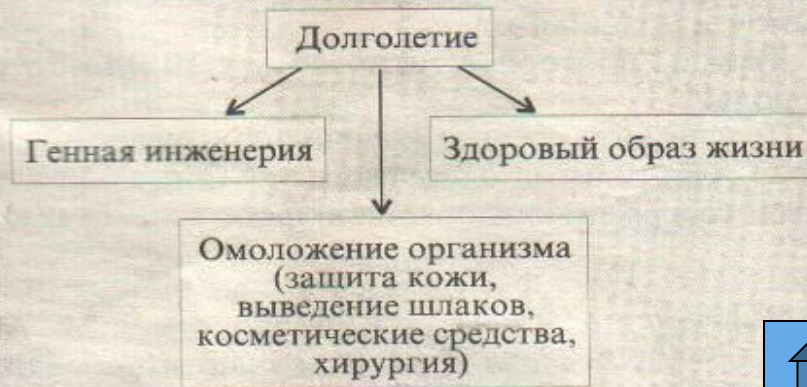 Долголетие
Генная инженерия
Здоровый образ жизни
Омоложение организма
(защита кожи,
выведение шлаков,
косметические средства,
хирургия)